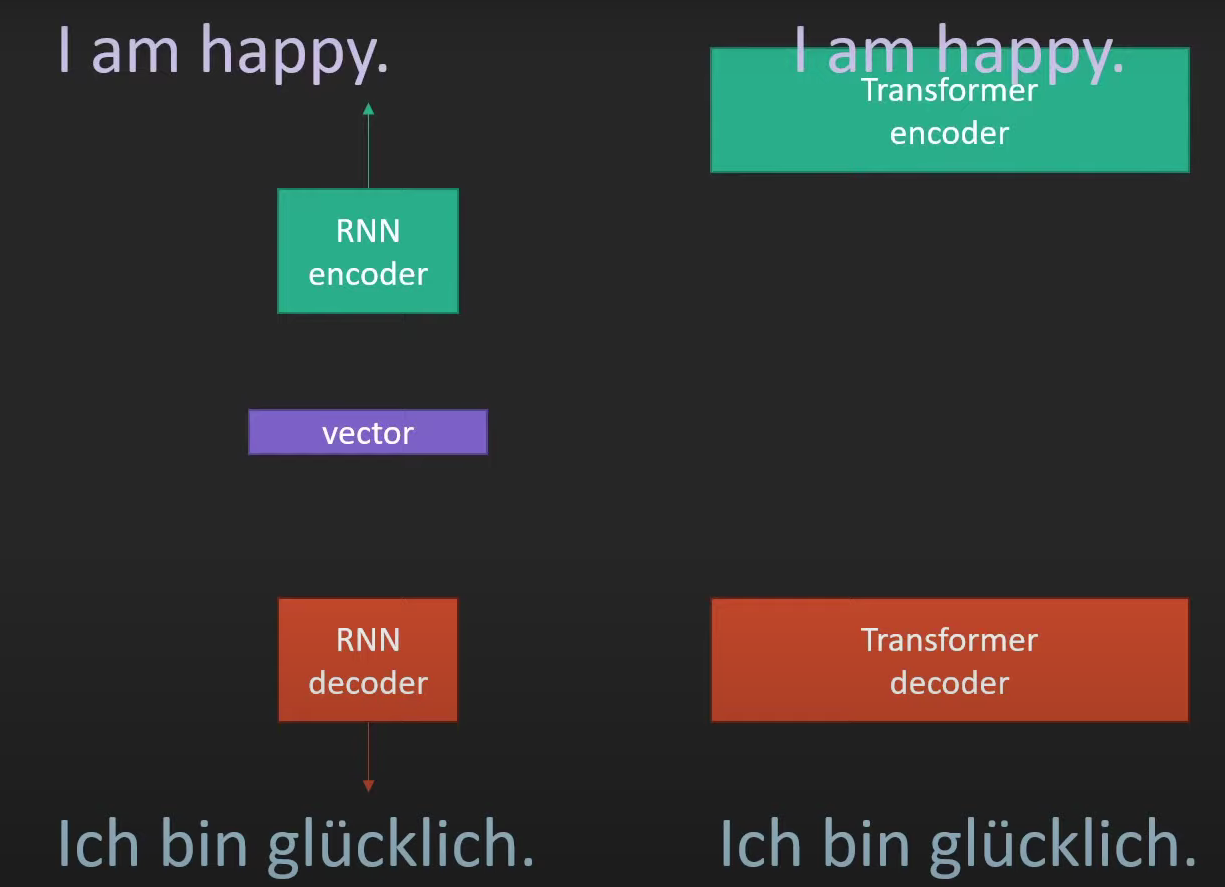 I am happy.
RNN
encoder
vector
RNN
decoder
Ich bin glücklich.
I am happy.
Transformer
encoder
Transformer
decoder
Ich bin glücklich.